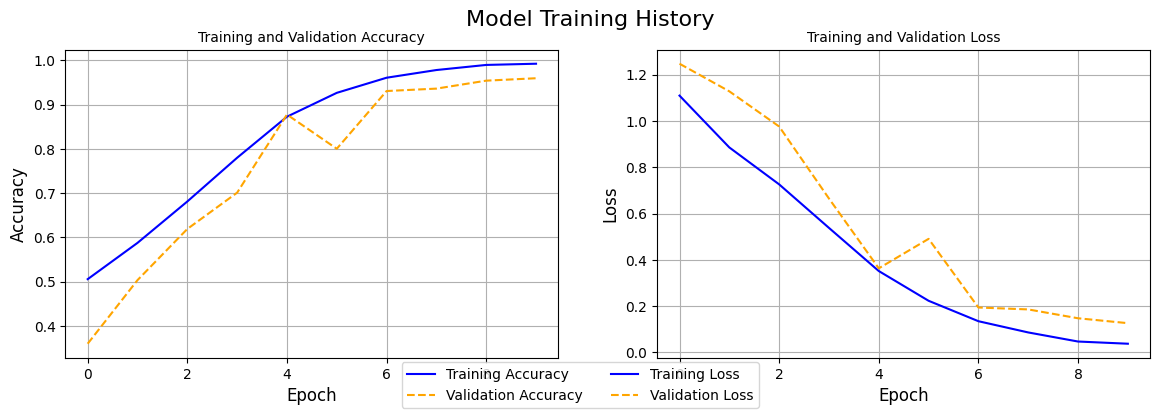 Model Training History
Training and Validation Accuracy
Training and Validation Loss
1.0
0.9
0.8
0.7
0.6
0.5
0.4
Accuracy
0 2 4 6
Epoch
1.2
1.0
0.8
0.6
0.4
0.2
0.0
Loss
2 4 6 8
Epoch
Training Accuracy
Validation Accuracy
Training Loss
Validation Loss